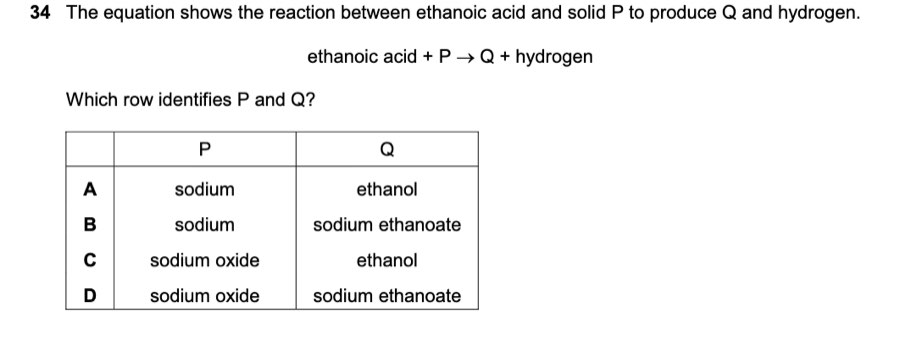 34 The equation shows the reaction between ethanoic acid and solid P to produce Q and hydrogen.
ethanoic acid + P → Q + hydrogen
Which row identifies P and Q?
P Q
A sodium ethanol
B sodium sodium ethanoate
C sodium oxide ethanol
D sodium oxide sodium ethanoate